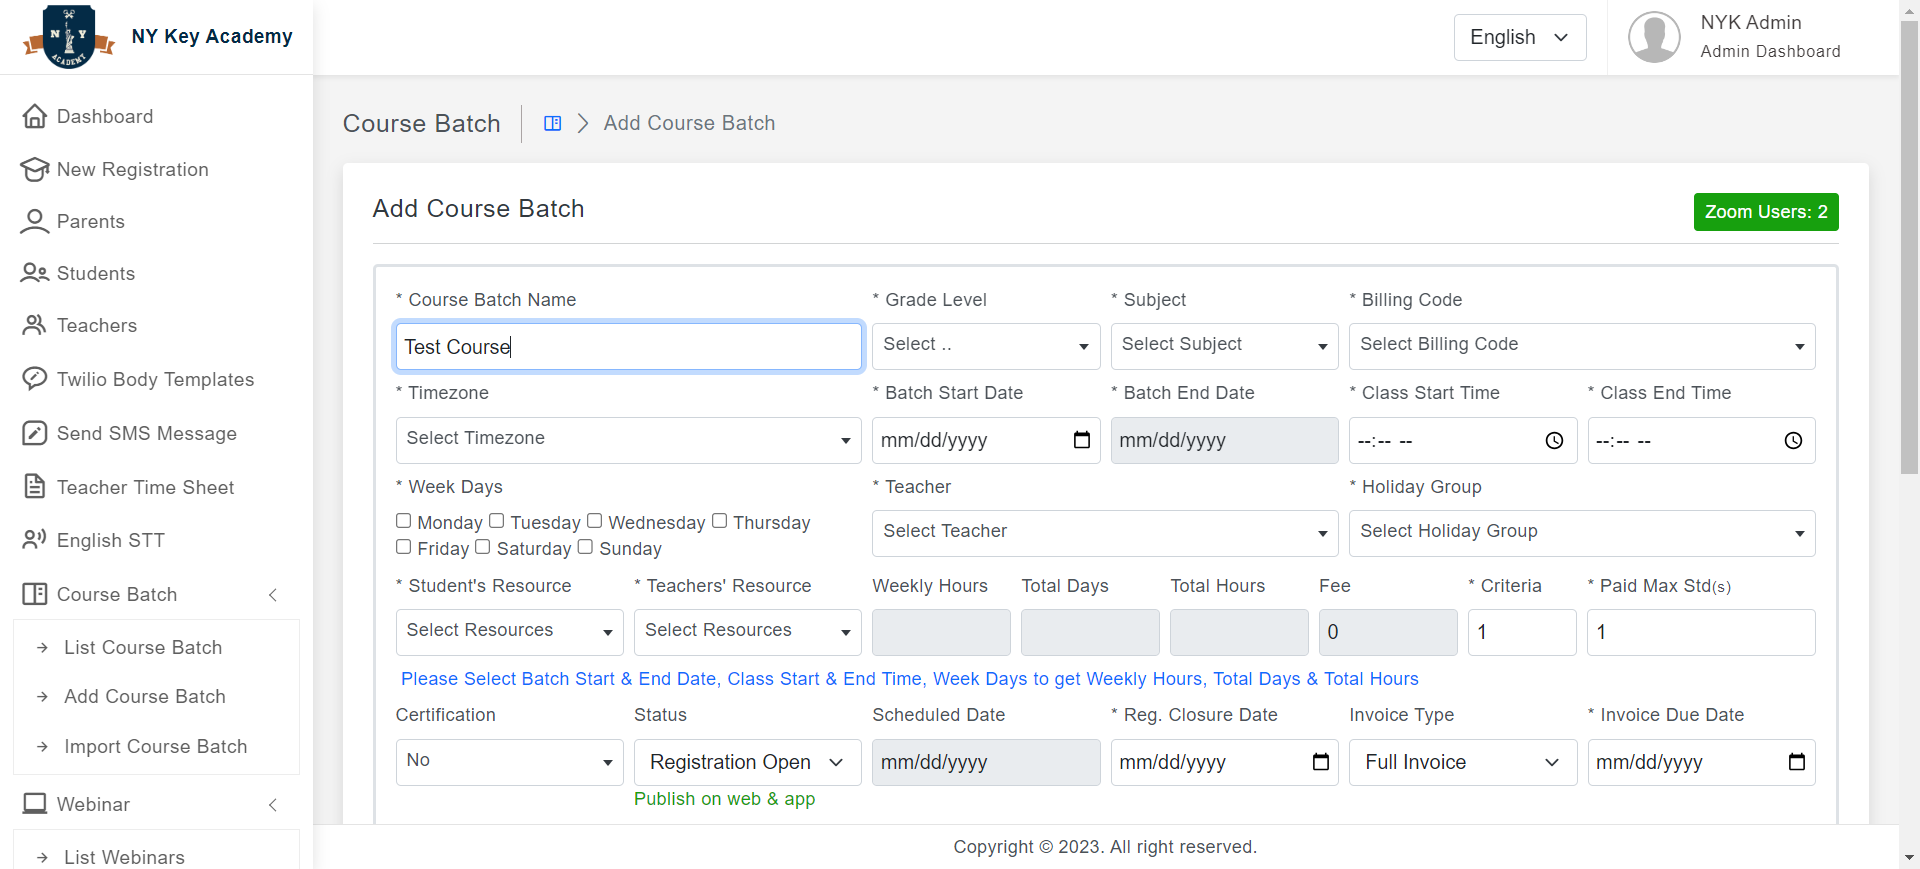 N Y
ACADEMY
NY Key Academy
English
NYK Admin
Admin Dashboard
Dashboard
New Registration
Parents
Students
Teachers
Twilio Body Templates
Send SMS Message
Teacher Time Sheet
English STT
Course Batch
List Course Batch
Add Course Batch
Import Course Batch
Webinar
List Webinars
Course Batch
Add Course Batch
Add Course Batch
Zoom Users: 2
* Course Batch Name * Grade Level * Subject * Billing Code
Test Course Select .. Select Subject Select Billing Code
* Timezone * Batch Start Date * Batch End Date * Class Start Time * Class End Time
Select Timezone mm/dd/yyyy mm/dd/yyyy --:-- -- --:-- --
* Week Days * Teacher * Holiday Group
Monday Tuesday Wednesday Thursday
Friday Saturday Sunday
Select Teacher Select Holiday Group
* Student's Resource * Teachers' Resource Weekly Hours Total Days Total Hours Fee * Criteria * Paid Max Std(s)
Select Resources Select Resources 0 1 1
Please Select Batch Start & End Date, Class Start & End Time, Week Days to get Weekly Hours, Total Days & Total Hours
Certification Status Scheduled Date * Reg. Closure Date Invoice Type * Invoice Due Date
No Registration Open mm/dd/yyyy mm/dd/yyyy Full Invoice mm/dd/yyyy
Publish on web & app
Copyright © 2023. All right reserved.